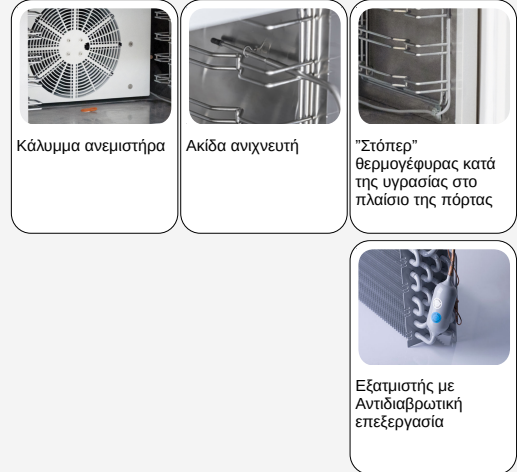 Κάλυμμα ανεμιστήρα
Ακίδα ανιχνευτή
”Στόπερ”
θερμογέφυρας κατά
της υγρασίας στο
πλαίσιο της πόρτας
Εξατμιστής με
Αντιδιαβρωτική
επεξεργασία